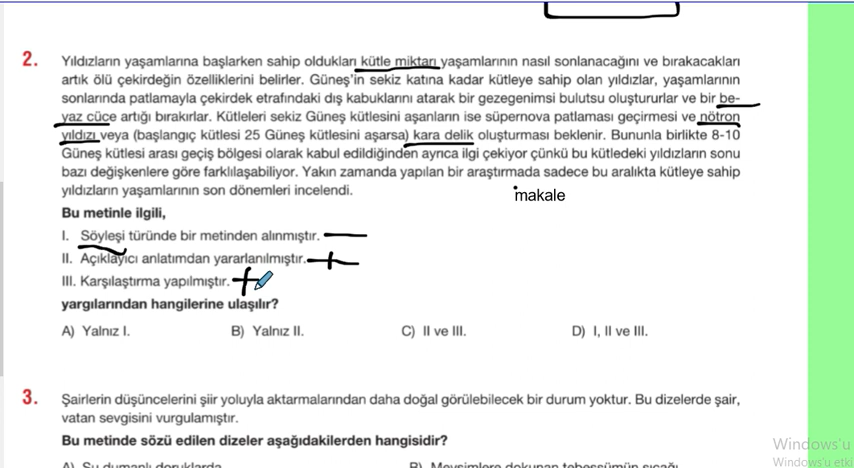 2. Yıldızların yaşamlarına başlarken sahip oldukları kütle miktarı yaşamlarının nasıl sonlanacağını ve bırakacakları
artık ölü çekirdeğin özelliklerini belirler. Güneş'in sekiz katına kadar kütleye sahip olan yıldızlar, yaşamlarının
sonlarında patlamayla çekirdek etrafındaki dış kabuklarını atarak bir gezegenimsi bulutsu oluştururlar ve bir be-
yaz cüce artığı bırakırlar. Kütleleri sekiz Güneş kütlesini aşanların ise süpernova patlaması geçirmesi ve nötron
yıldızı veya (başlangıç kütlesi 25 Güneş kütlesini aşarsa) kara delik oluşturması beklenir. Bununla birlikte 8-10
Güneş kütlesi arası geçiş bölgesi olarak kabul edildiğinden ayrıca ilgi çekiyor çünkü bu kütledeki yıldızların sonu
bazı değişkenlere göre farklılaşabiliyor. Yakın zamanda yapılan bir araştırmada sadece bu aralıkta kütleye sahip
yıldızların yaşamlarının son dönemleri incelendi.
makale
Bu metinle ilgili,
I. Söyleşi türünde bir metinden alınmıştır.
II. Açıklayıcı anlatımdan yararlanılmıştır.
III. Karşılaştırma yapılmıştır.
yargılarından hangilerine ulaşılır?
A) Yalnız I. B) Yalnız II. C) II ve III. D) I, II ve III.
3. Şairlerin düşüncelerini şiir yoluyla aktarmalarından daha doğal görülebilecek bir durum yoktur. Bu dizelerde şair,
vatan sevgisini vurgulamıştır.
Bu metinde sözü edilen dizeler aşağıdakilerden hangisidir?
A) Şu dumanlı doruklarda B) Mevsimlere dokunan tebessümün sıcağı
Windows'u
Windows'u etki